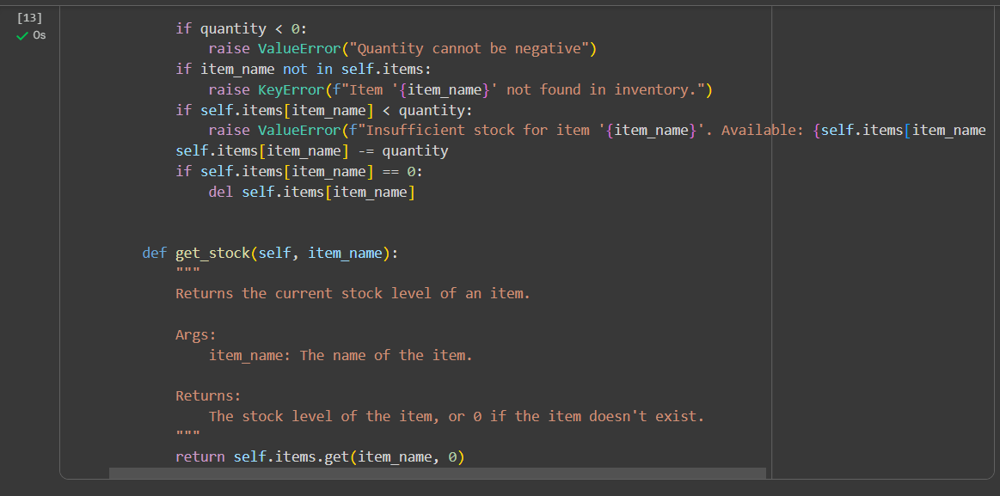 [13]
0s
if quantity < 0:
raise ValueError("Quantity cannot be negative")
if item_name not in self.items:
raise KeyError(f"Item '{item_name}' not found in inventory.")
if self.items[item_name] < quantity:
raise ValueError(f"Insufficient stock for item '{item_name}'. Available: {self.items[item_name
self.items[item_name] -= quantity
if self.items[item_name] == 0:
del self.items[item_name]
def get_stock(self, item_name):
"""
Returns the current stock level of an item.
Args:
item_name: The name of the item.
Returns:
The stock level of the item, or 0 if the item doesn't exist.
"""
return self.items.get(item_name, 0)